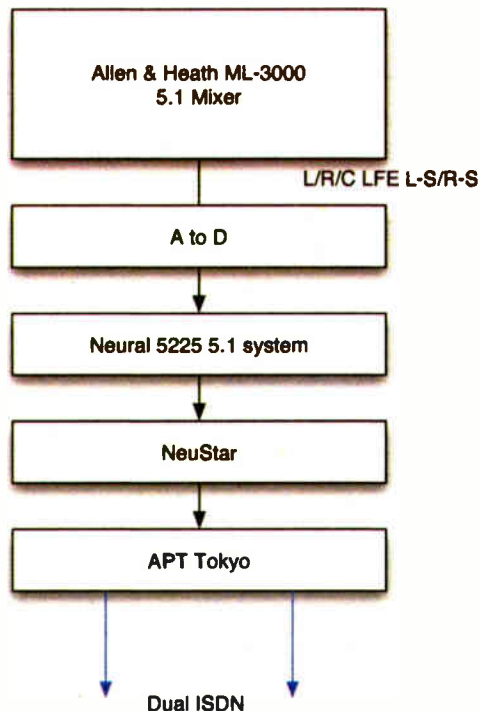 Allen & Heath ML-3000
5.1 Mixer
L/R/C LFE L-S/R-S
A to D
Neural 5225 5.1 system
NeuStar
APT Tokyo
Dual ISDN